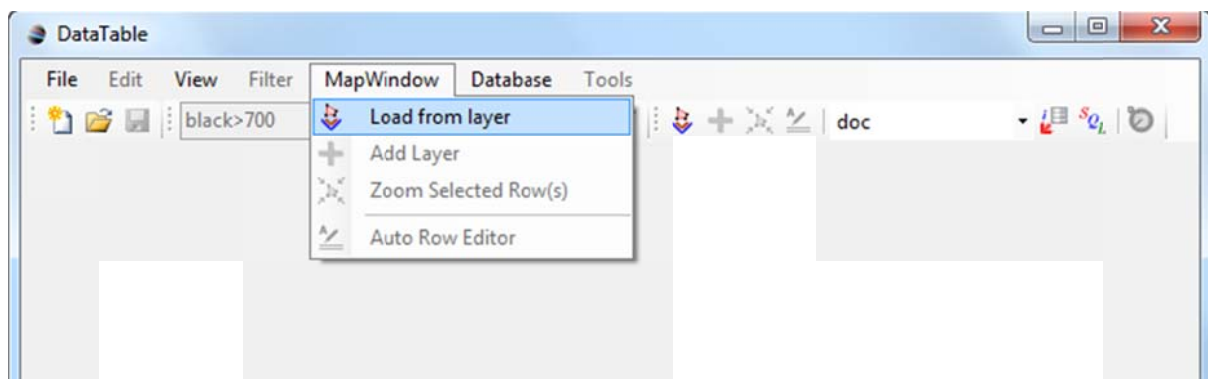 DataTable
File Edit View Filter MapWindow Database Tools
black>700 Load from layer doc SQL
Add Layer
Zoom Selected Row(s)
Auto Row Editor